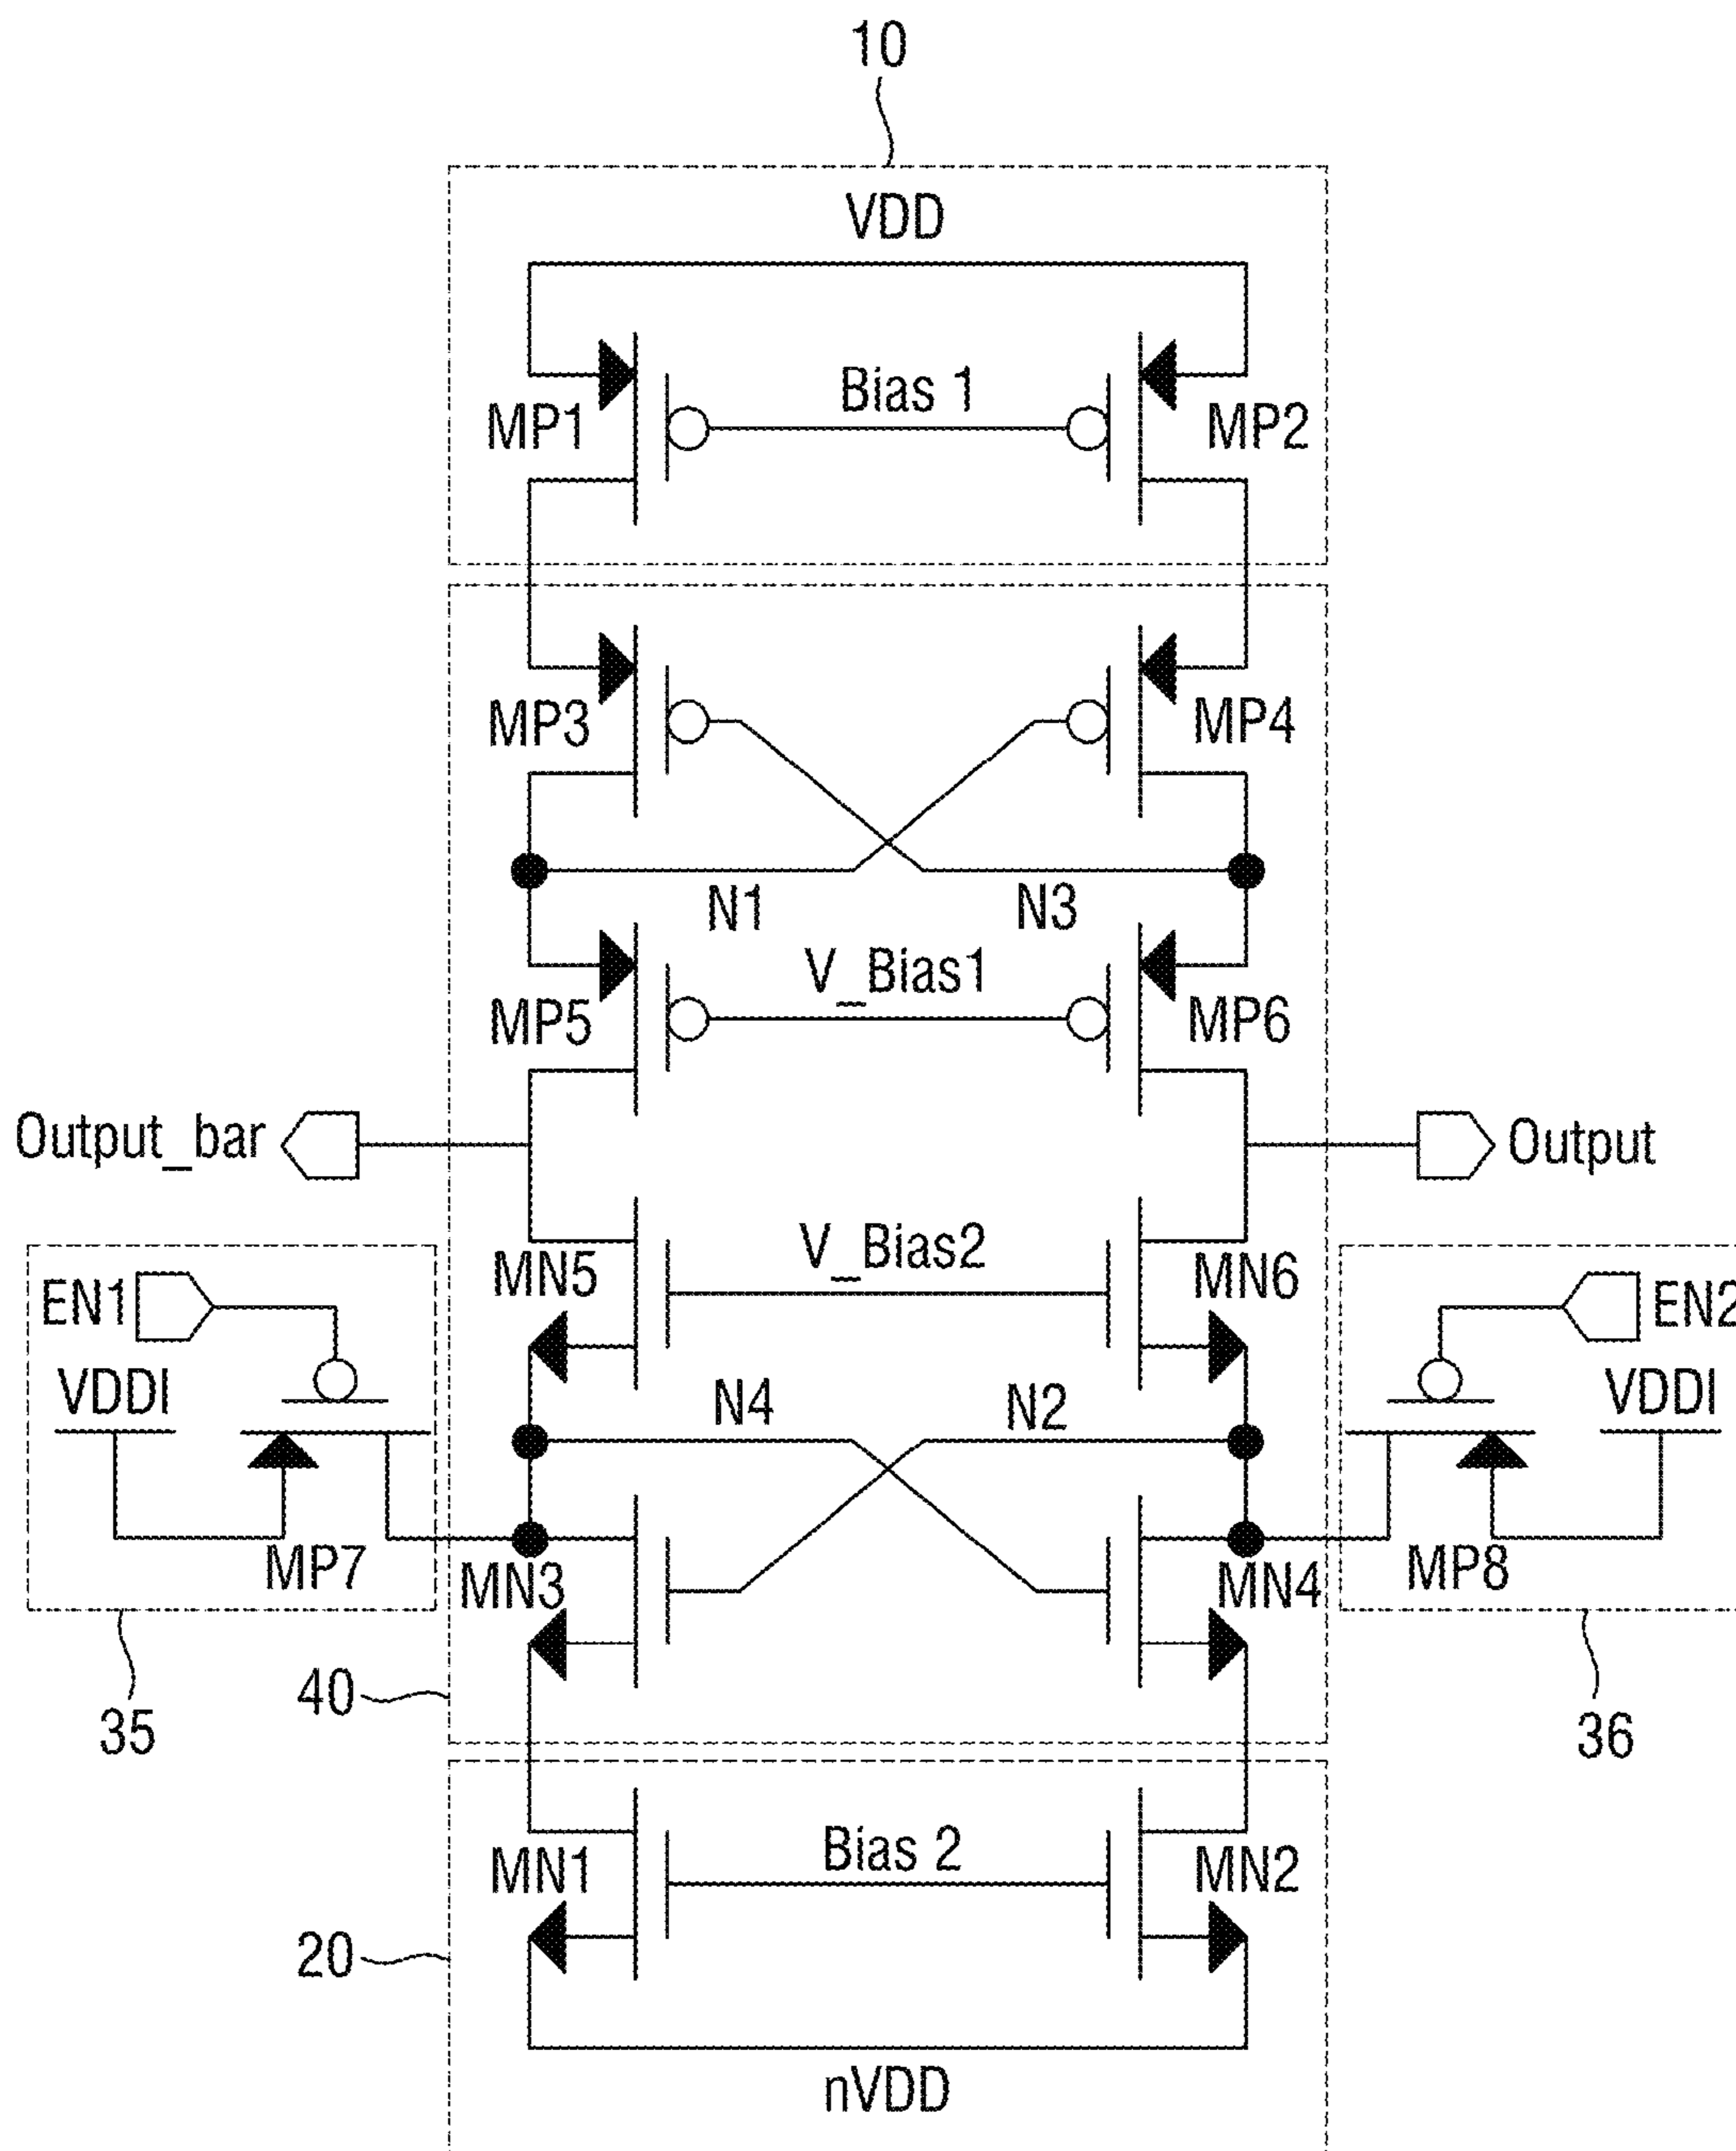 10
VDD
Bias 1
MP1
MP2
MP3
MP4
N1
N3
V_Bias1
MP5
MP6
Output_bar
Output
V_Bias2
MN5
MN6
EN1
EN2
VDDI
VDDI
N4
N2
MP7
MN3
MN4
MP8
40
35
36
Bias 2
MN1
MN2
20
nVDD